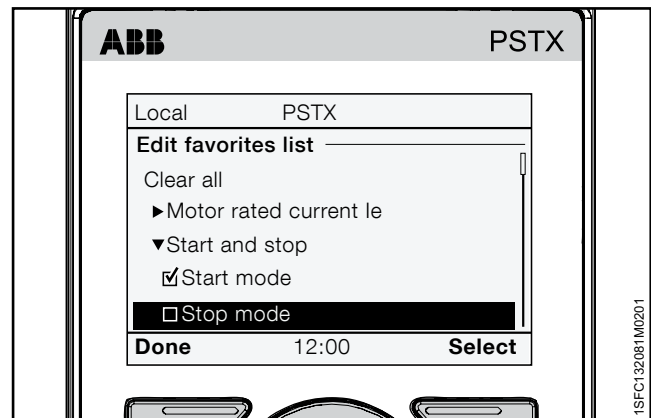 ABB PSTX
Local PSTX
Edit favorites list
Clear all
▶Motor rated current Ie
▼Start and stop
☑Start mode
☐Stop mode
Done 12:00 Select
1SFC132081M0201